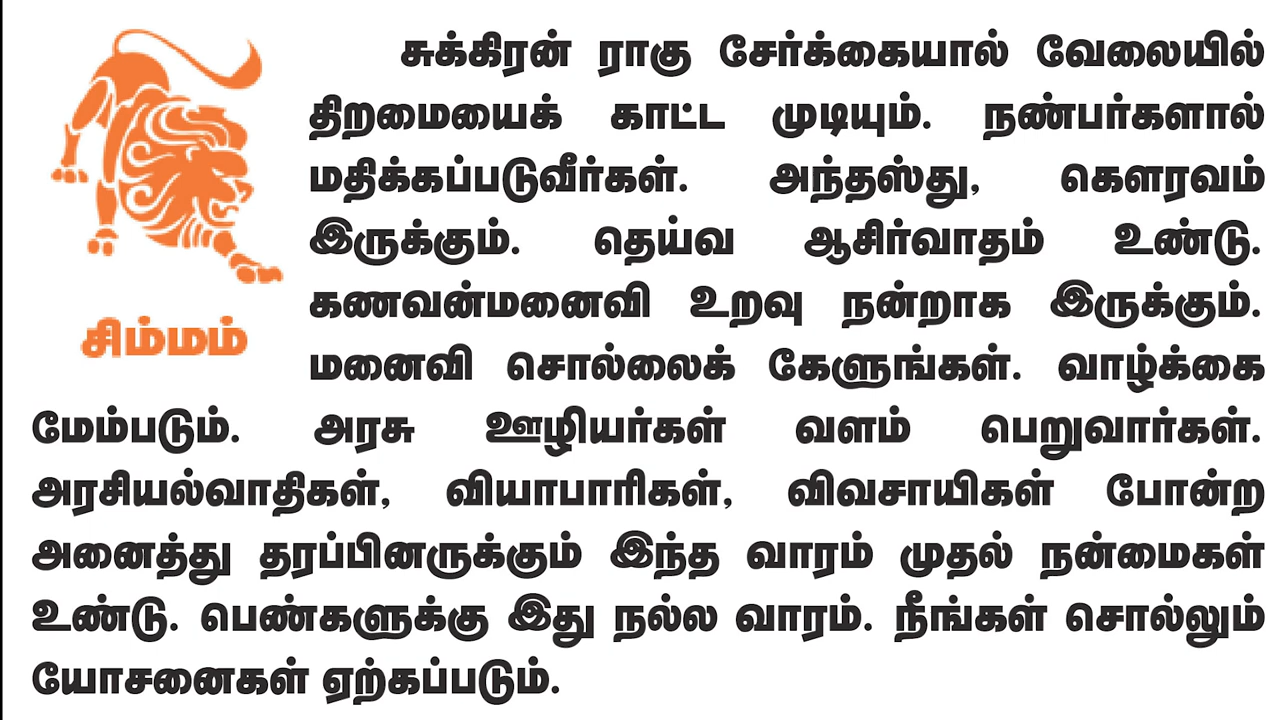 சுக்கிரன் ராகு சேர்க்கையால் வேலையில்
திறமையைக் காட்ட முடியும். நண்பர்களால்
மதிக்கப்படுவீர்கள். அந்தஸ்து, கௌரவம்
இருக்கும். தெய்வ ஆசிர்வாதம் உண்டு.
கணவன்மனைவி உறவு நன்றாக இருக்கும்.
சிம்மம்
மனைவி சொல்லைக் கேளுங்கள். வாழ்க்கை
மேம்படும். அரசு ஊழியர்கள் வளம் பெறுவார்கள்.
அரசியல்வாதிகள், வியாபாரிகள், விவசாயிகள் போன்ற
அனைத்து தரப்பினருக்கும் இந்த வாரம் முதல் நன்மைகள்
உண்டு. பெண்களுக்கு இது நல்ல வாரம். நீங்கள் சொல்லும்
யோசனைகள் ஏற்கப்படும்.